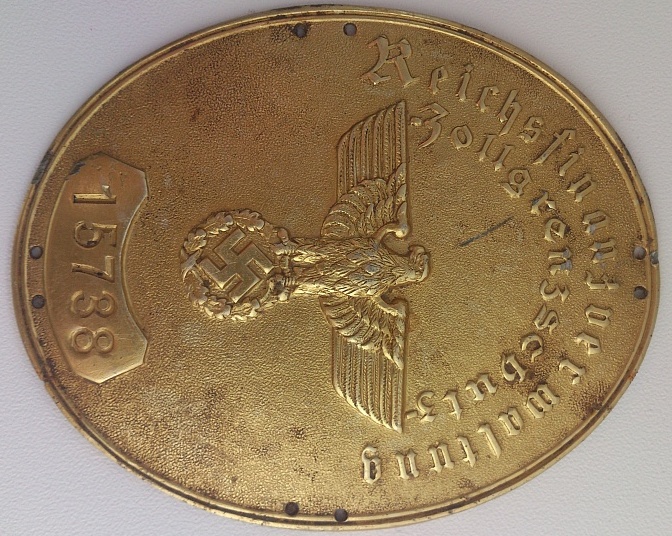 Reichsfinanzverwaltung
Zollgrenzschutz
15738